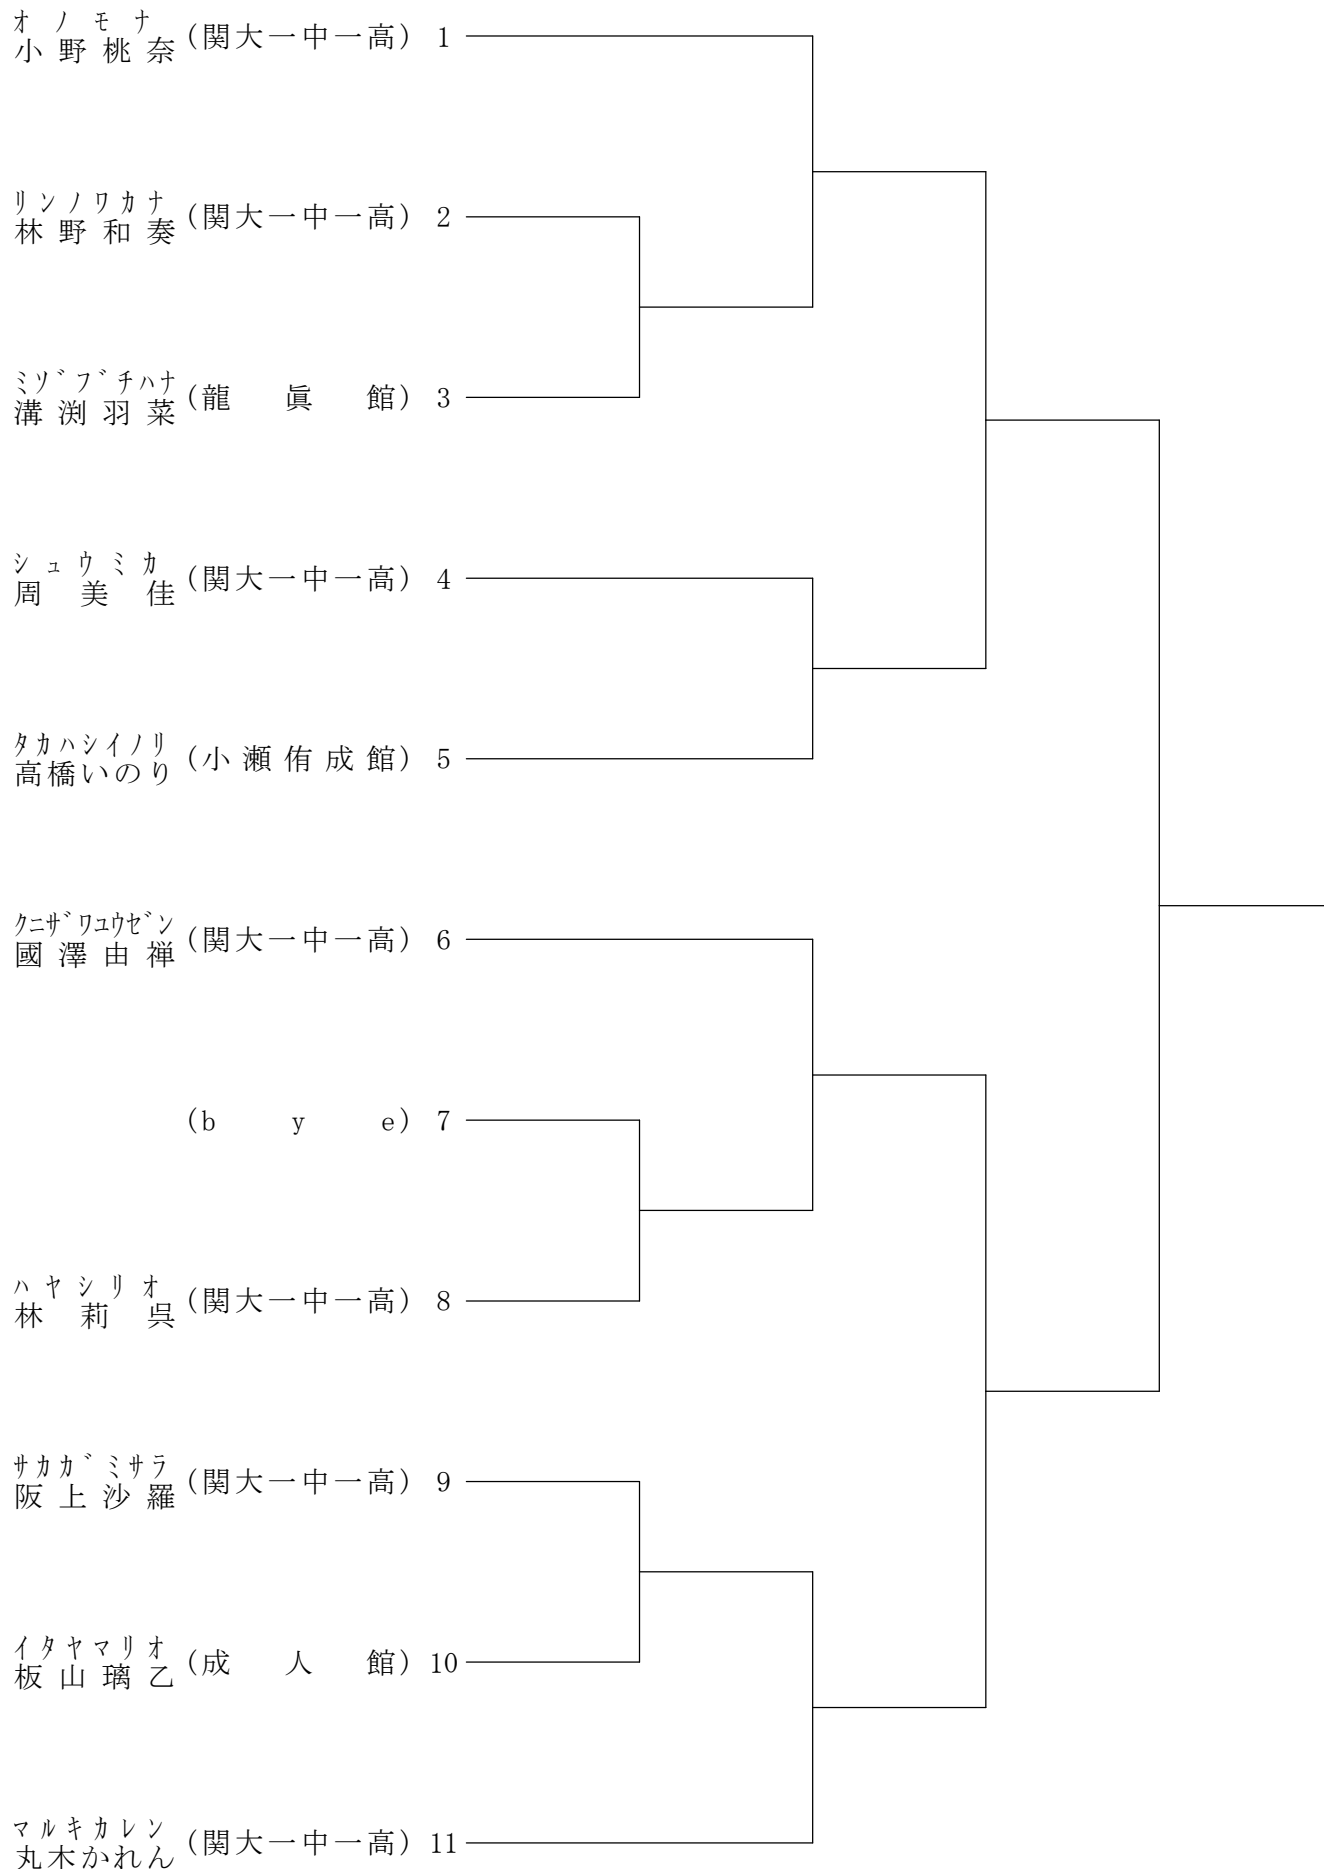 オノモナ
小野桃奈 (関大一中一高) 1
リンノワカナ
林野和奏 (関大一中一高) 2
ミゾブチハナ
溝渕羽菜 (龍眞館) 3
シュウミカ
周美佳 (関大一中一高) 4
タカハシイノリ
高橋いのり (小瀬侑成館) 5
クニザワユウゼン
國澤由禅 (関大一中一高) 6
(bye) 7
ハヤシリオ
林莉呉 (関大一中一高) 8
サカガミサラ
阪上沙羅 (関大一中一高) 9
イタヤマリオ
板山璃乙 (成人館) 10
マルキカレン
丸木かれん (関大一中一高) 11